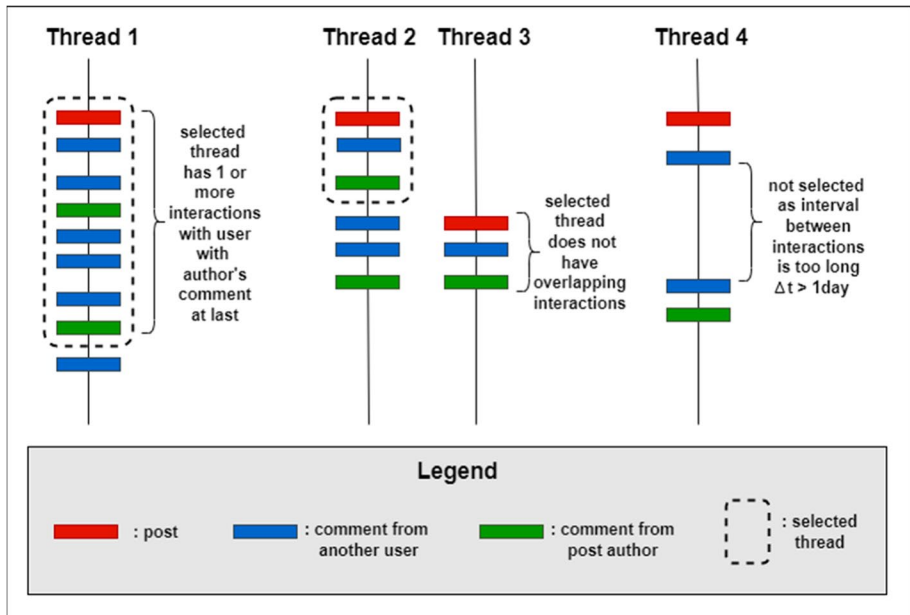 Thread 1
Thread 2
Thread 3
Thread 4
selected
thread
has 1 or
more
interactions
with user
with
author's
comment
at last
selected
thread
does not
have
overlapping
interactions
not selected
as interval
between
interactions
is too long
Δt > 1day
Legend
: post
: comment from
another user
: comment from
post author
: selected
thread